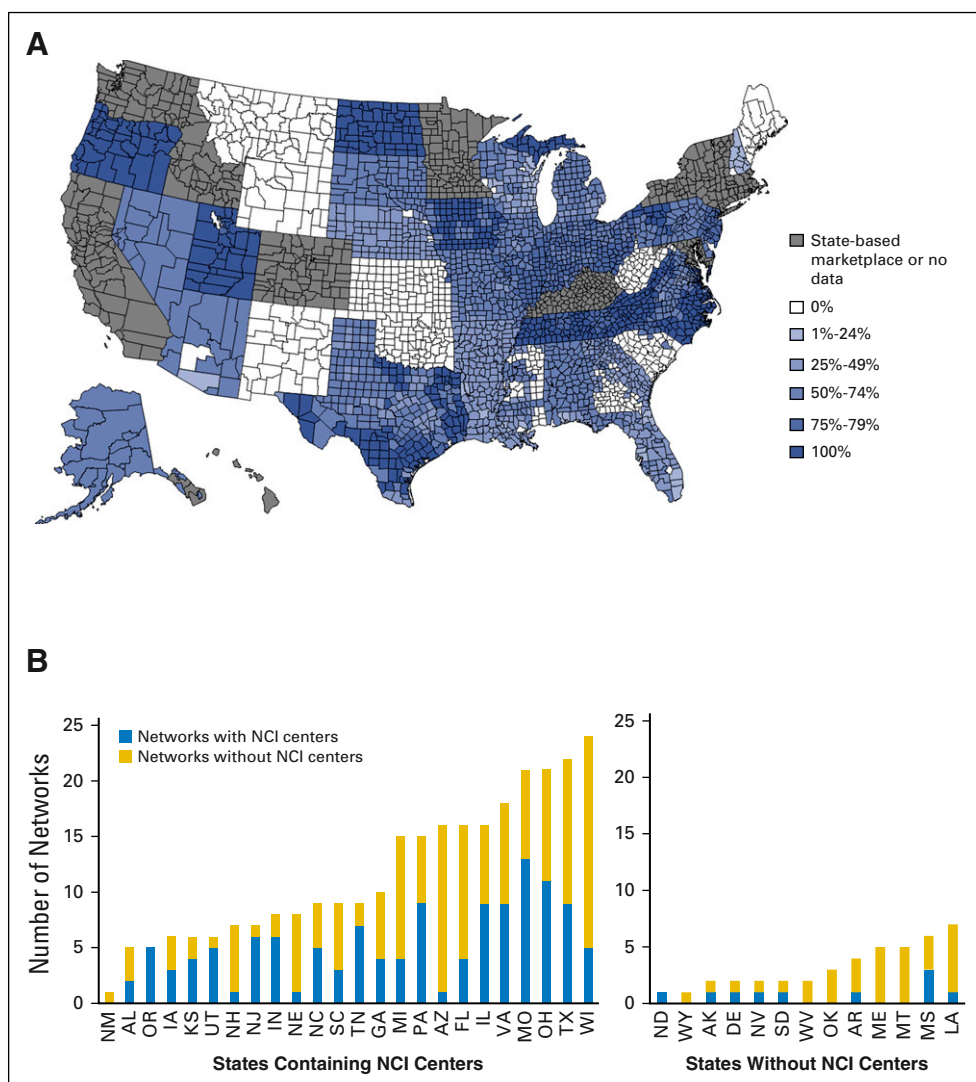 A
State-based
marketplace or no
data
0%
1%-24%
25%-49%
50%-74%
75%-79%
100%
B
Number of Networks
25
20
15
10
5
0
Networks with NCI centers
Networks without NCI centers
NM AL OR IA KS UT NH NJ IN NE NC SC TN GA MI PA AZ FL IL VA MO OH TX WI
States Containing NCI Centers
25
20
15
10
5
0
ND WY AK DE NV SD WV OK AR ME MT MS LA
States Without NCI Centers